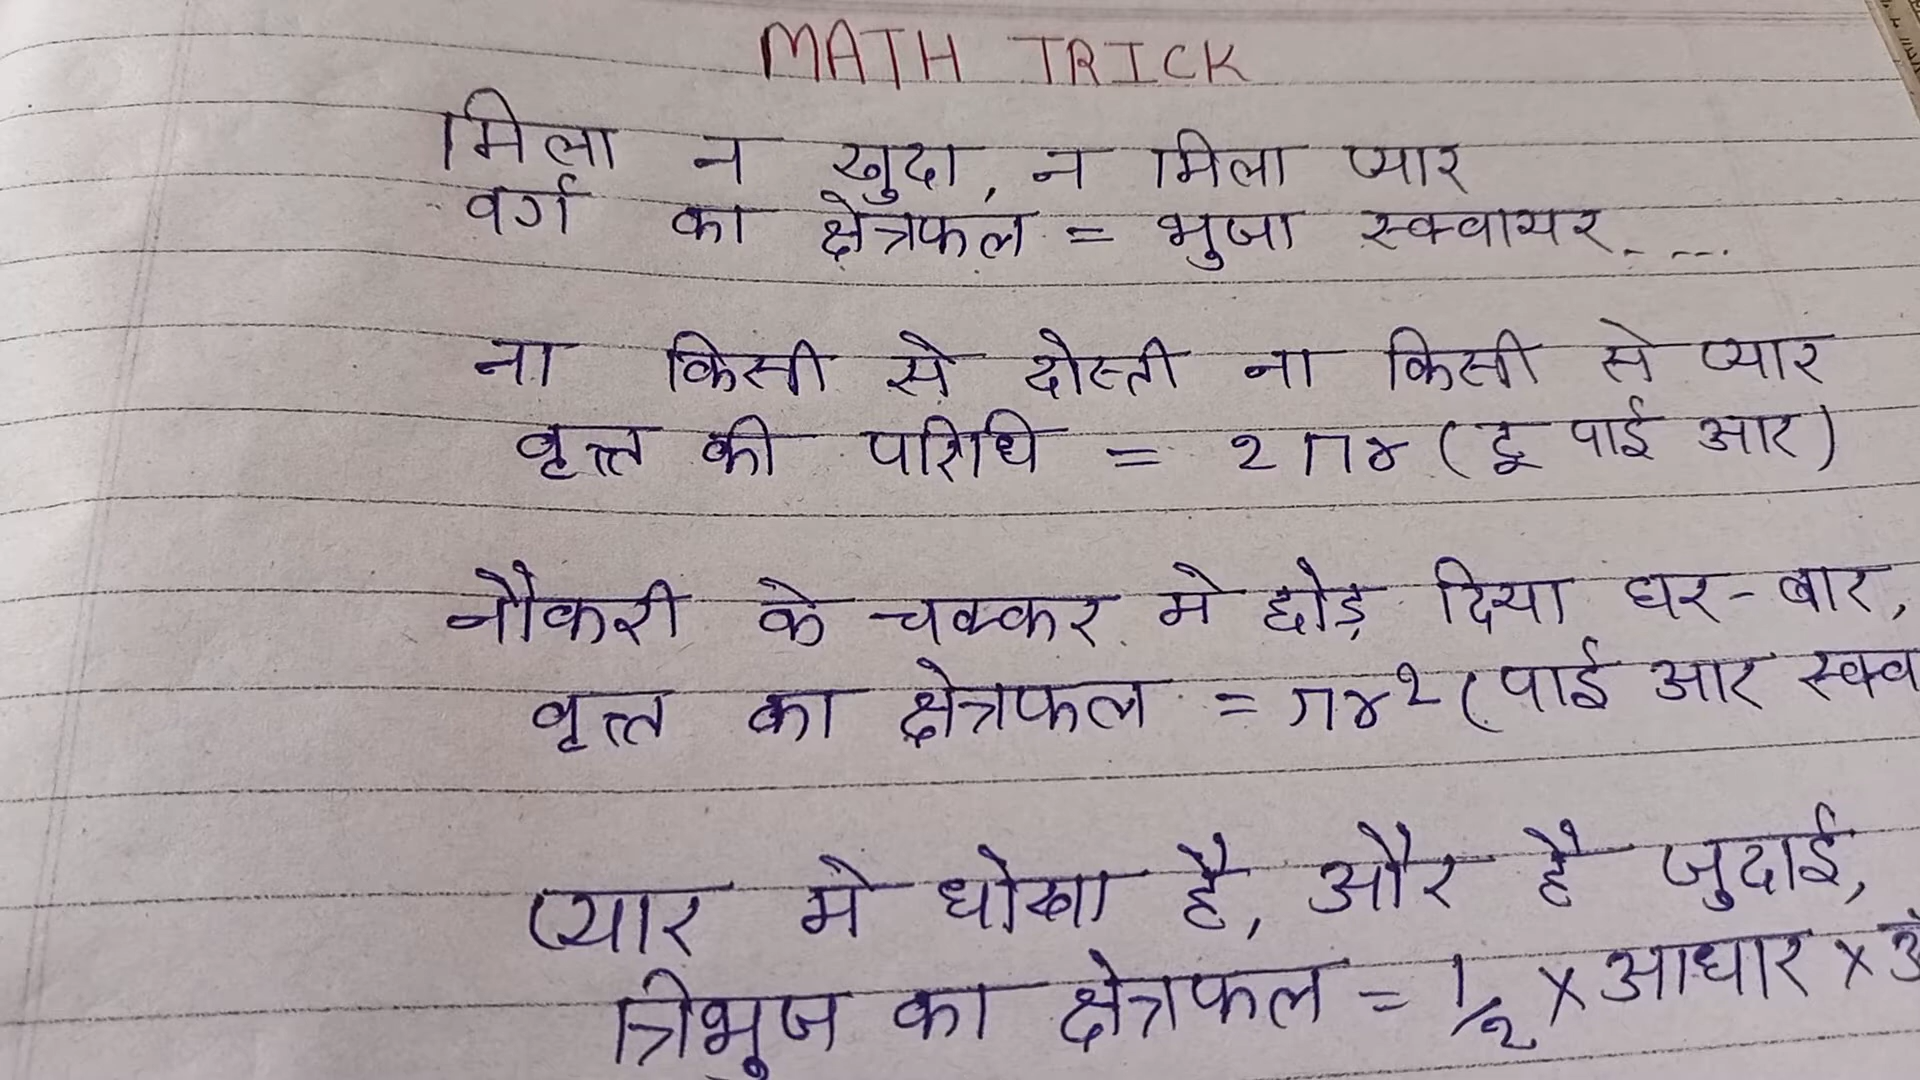 MATH TRICK
मिला न खुदा, न मिला प्यार
वर्ग का क्षेत्रफल = भुजा स्क्वायर....
ना किसी से दोस्ती ना किसी से प्यार
वृत्त की परिधि = 2πr (टू पाई आर)
नौकरी के चक्कर मे छोड़ दिया घर-बार,
वृत्त का क्षेत्रफल = πr² (पाई आर स्क्व
प्यार मे धोखा है, और है जुदाई,
त्रिभुज का क्षेत्रफल = 1/2 × आधार ×